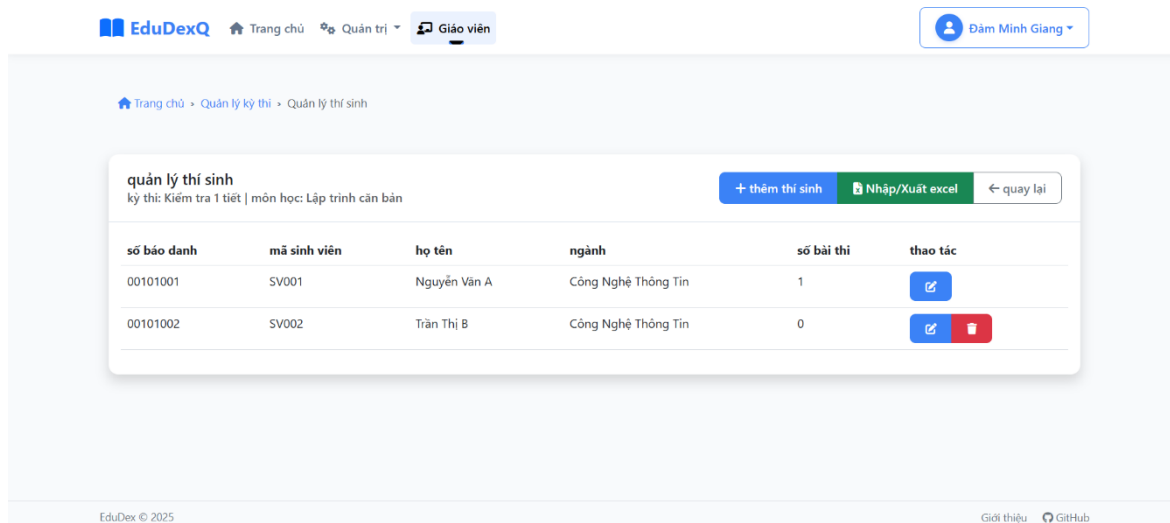 EduDexQ Trang chủ Quản trị Giáo viên Đàm Minh Giang
Trang chủ › Quản lý kỳ thi › Quản lý thí sinh
quản lý thí sinh
kỳ thi: Kiểm tra 1 tiết | môn học: Lập trình căn bản
+ thêm thí sinh Nhập/Xuất excel ← quay lại
số báo danh mã sinh viên họ tên ngành số bài thi thao tác
00101001 SV001 Nguyễn Văn A Công Nghệ Thông Tin 1
00101002 SV002 Trần Thị B Công Nghệ Thông Tin 0
EduDex © 2025 Giới thiệu GitHub